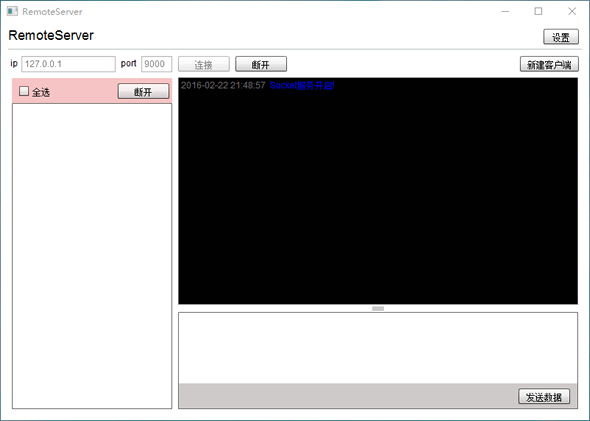 RemoteServer
RemoteServer
设置
ip 127.0.0.1 port 9000 连接 断开 新建客户端
全选 断开
2016-02-22 21:48:57 Socket服务开启!
发送数据